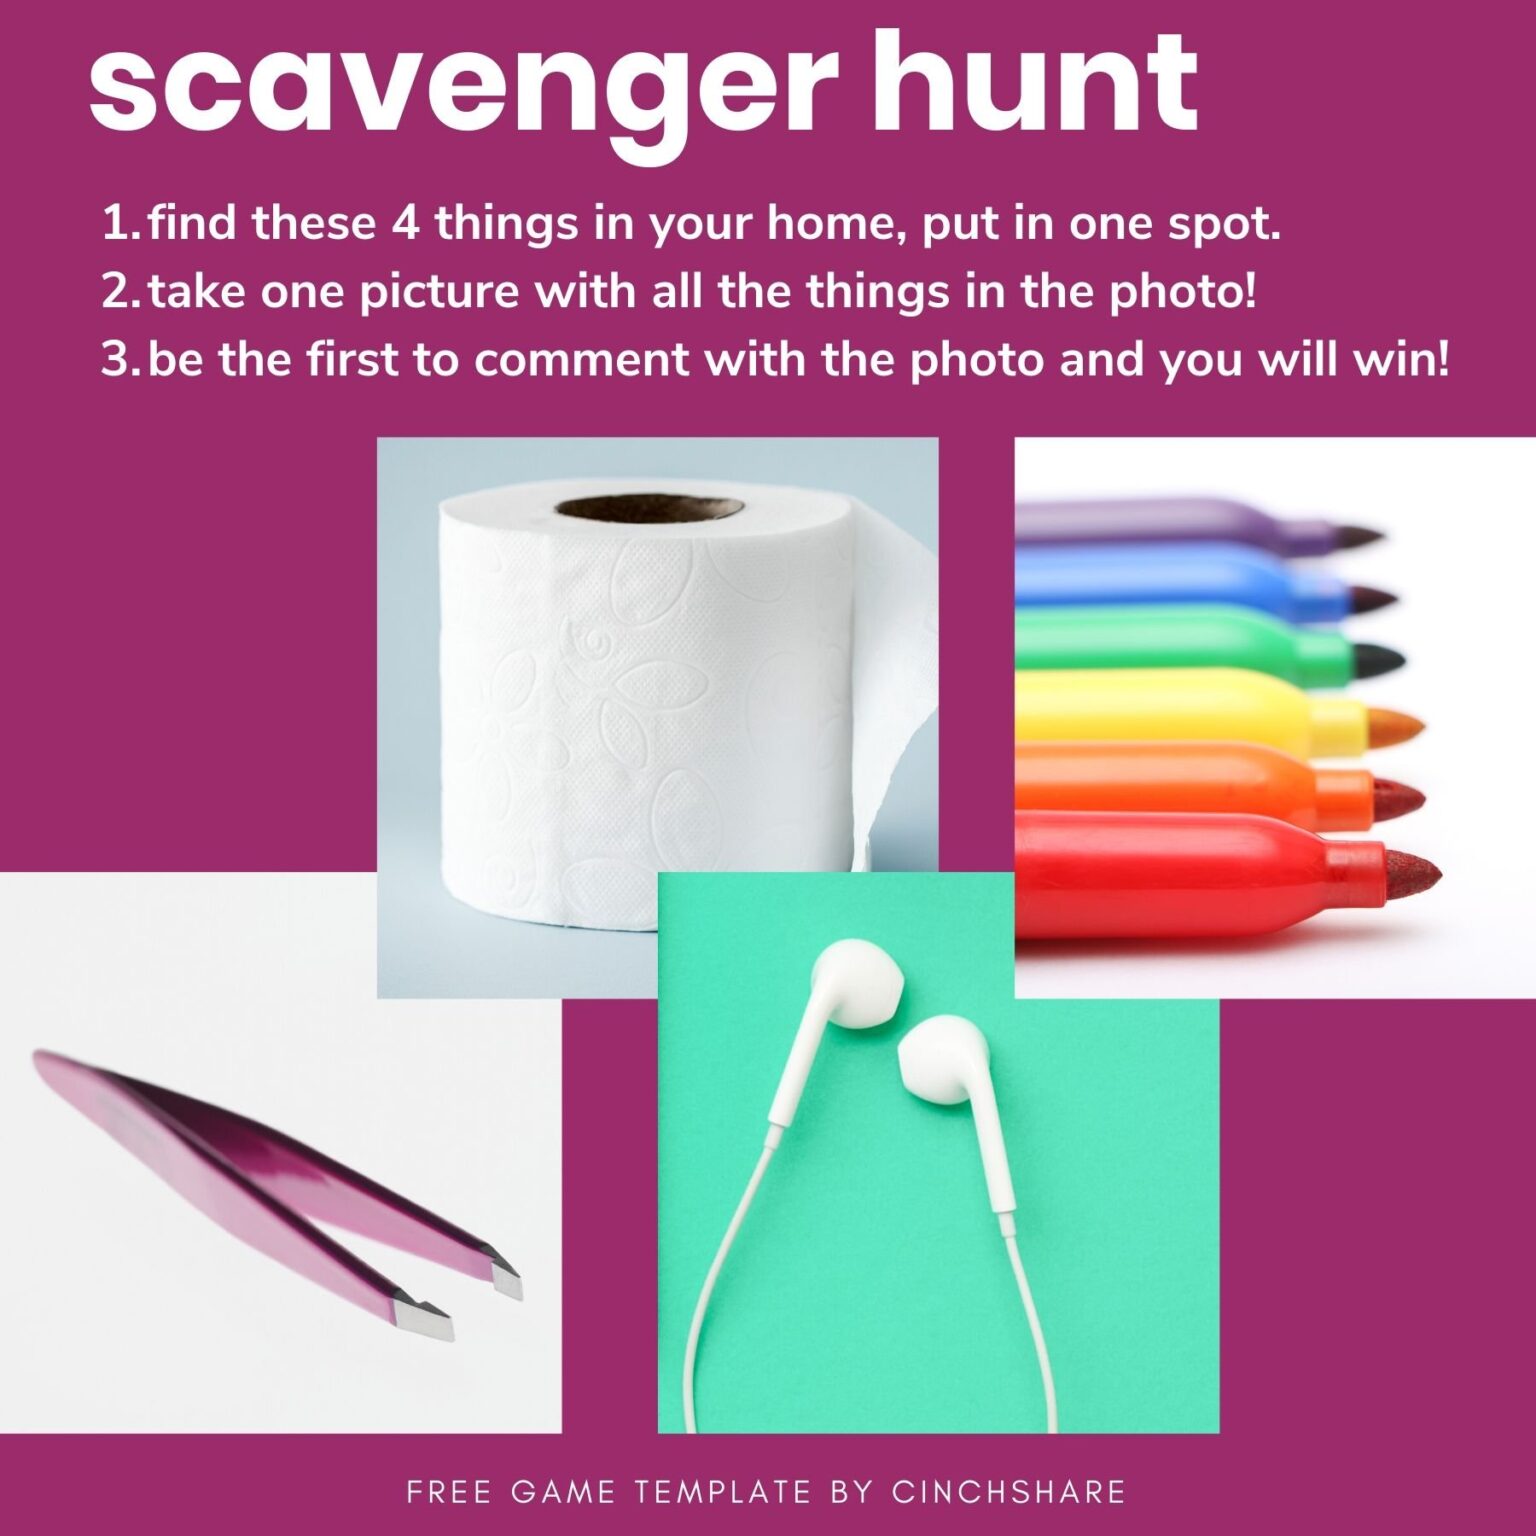 scavenger hunt
1. find these 4 things in your home, put in one spot.
2. take one picture with all the things in the photo!
3. be the first to comment with the photo and you will win!
FREE GAME TEMPLATE BY CINCHSHARE